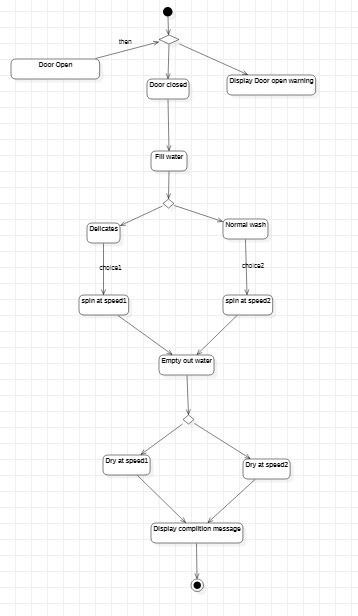 then
Door Open
Door closed
Display Door open warning
Fill water
Delicates
Normal wash
choice1
choice2
spin at speed1
spin at speed2
Empty out water
Dry at speed1
Dry at speed2
Display complition message